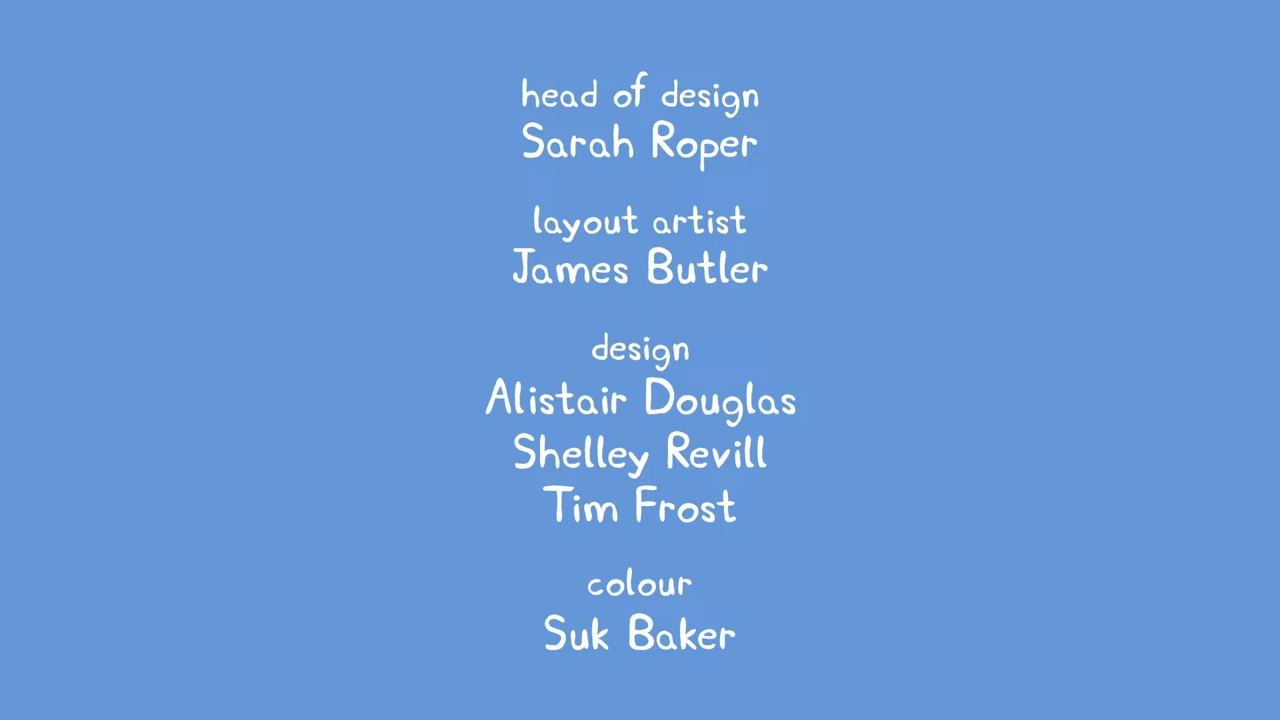 head of design
Sarah Roper
layout artist
James Butler
design
Alistair Douglas
Shelley Revill
Tim Frost
colour
Suk Baker